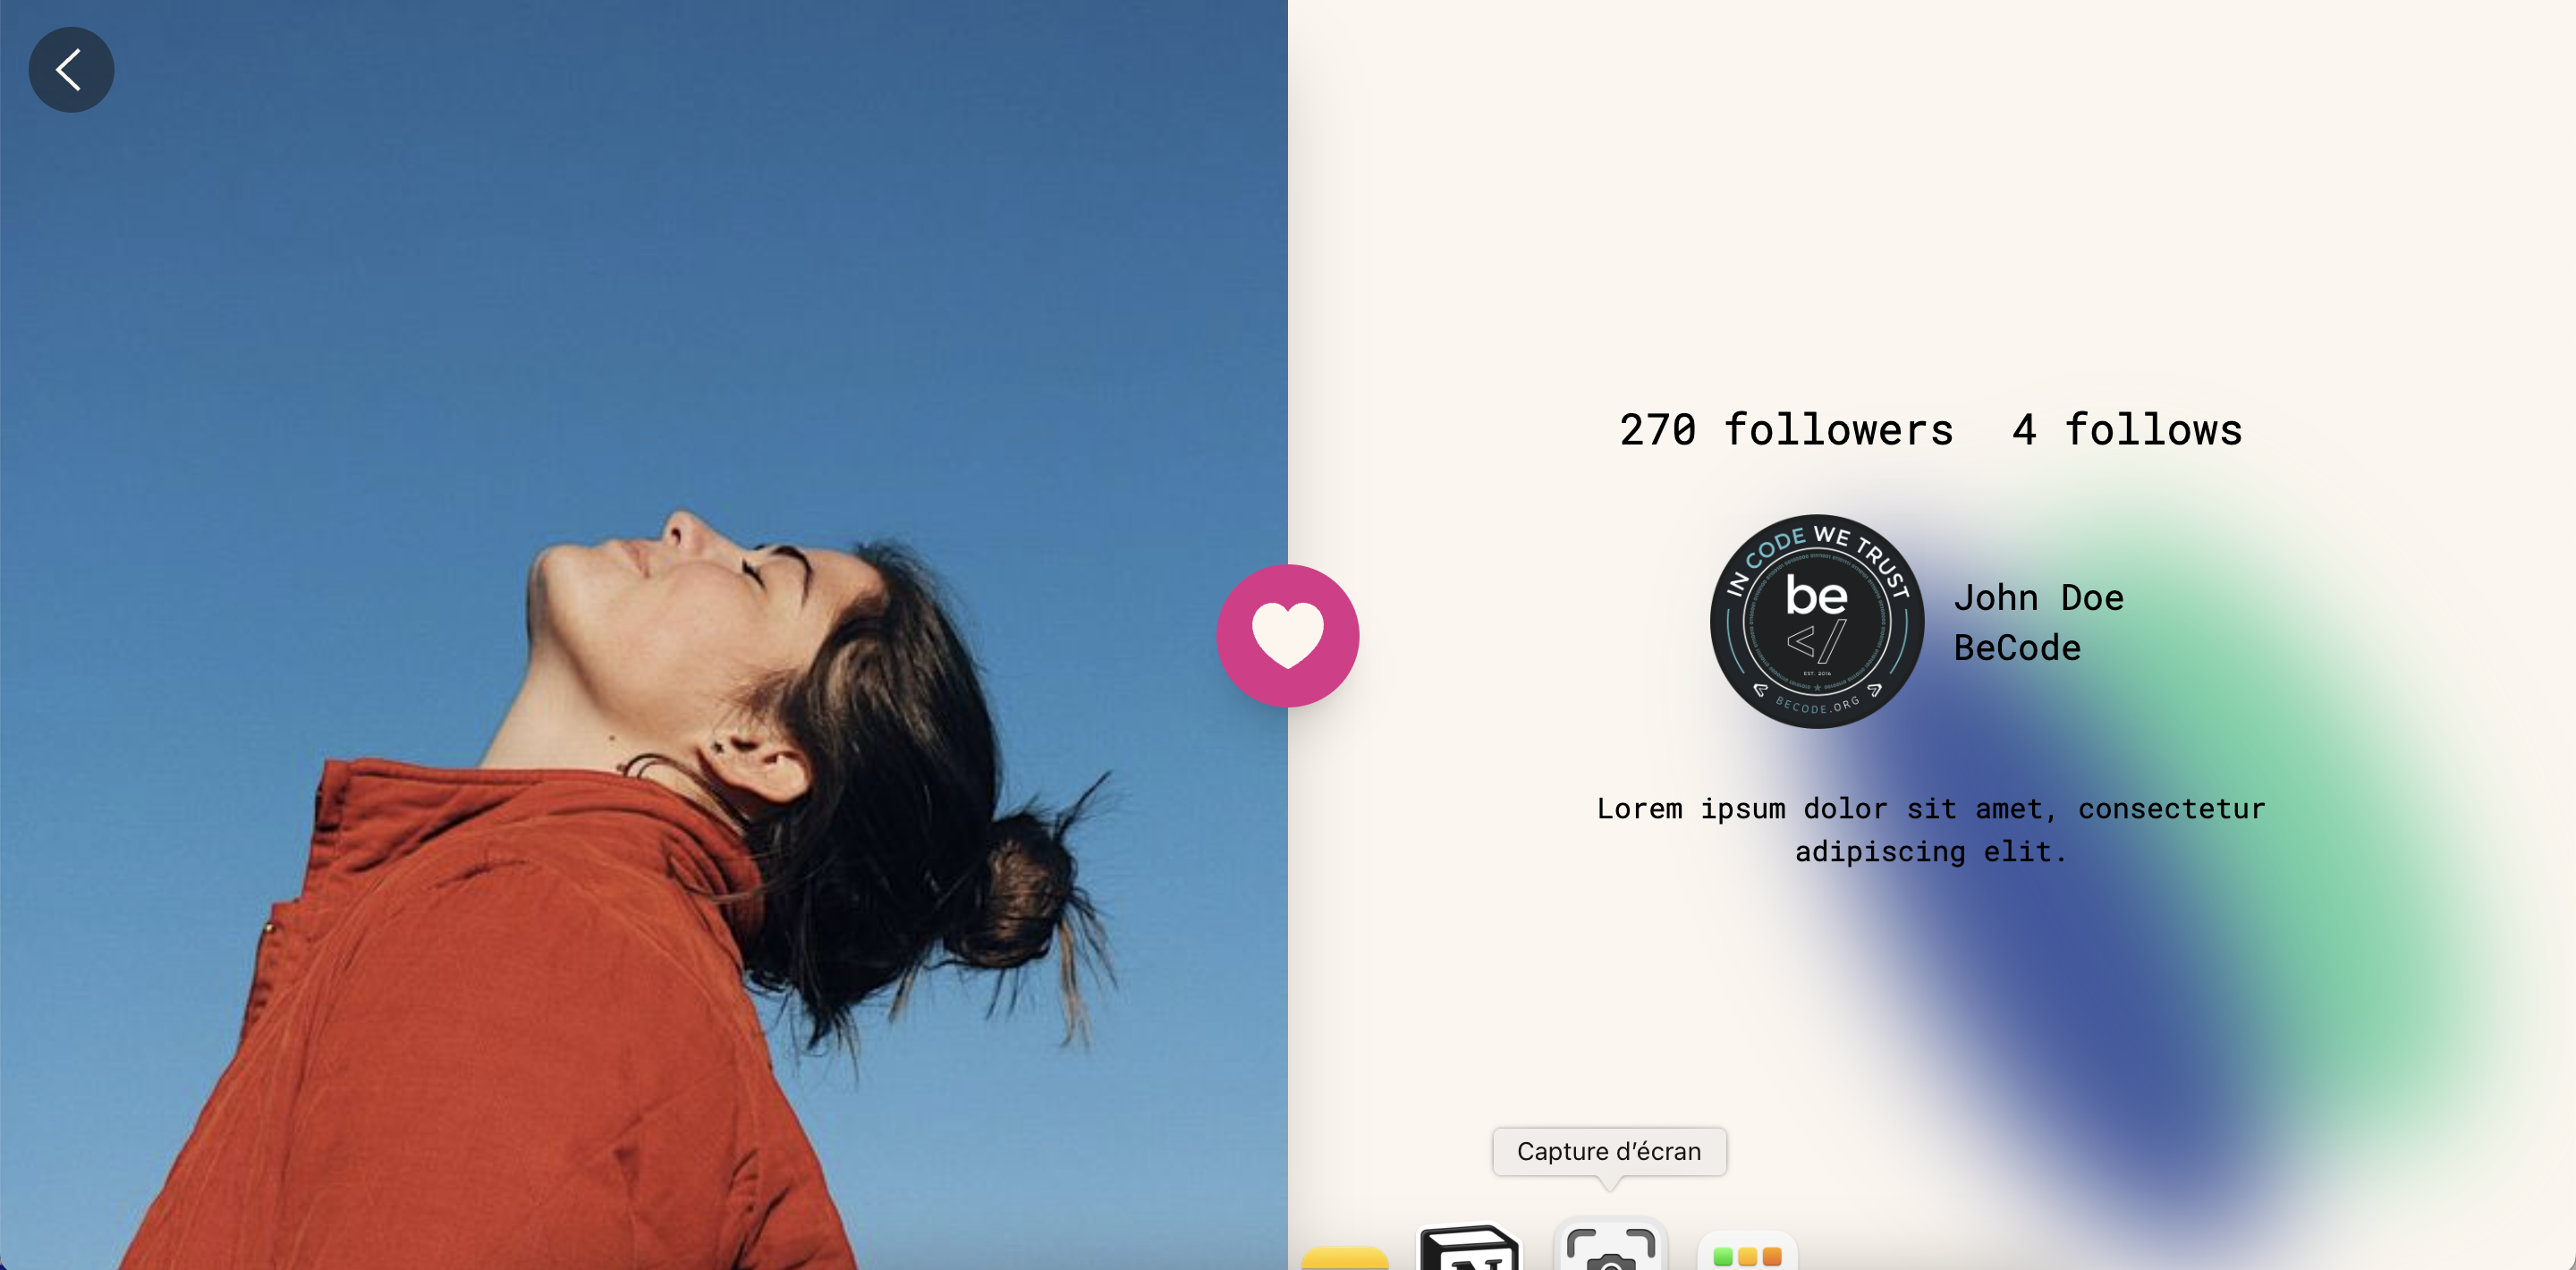 270 followers 4 follows
IN CODE WE TRUST
be
</
EST. 2016
BECODE.ORG
John Doe
BeCode
Lorem ipsum dolor sit amet, consectetur
adipiscing elit.
Capture d’écran
N